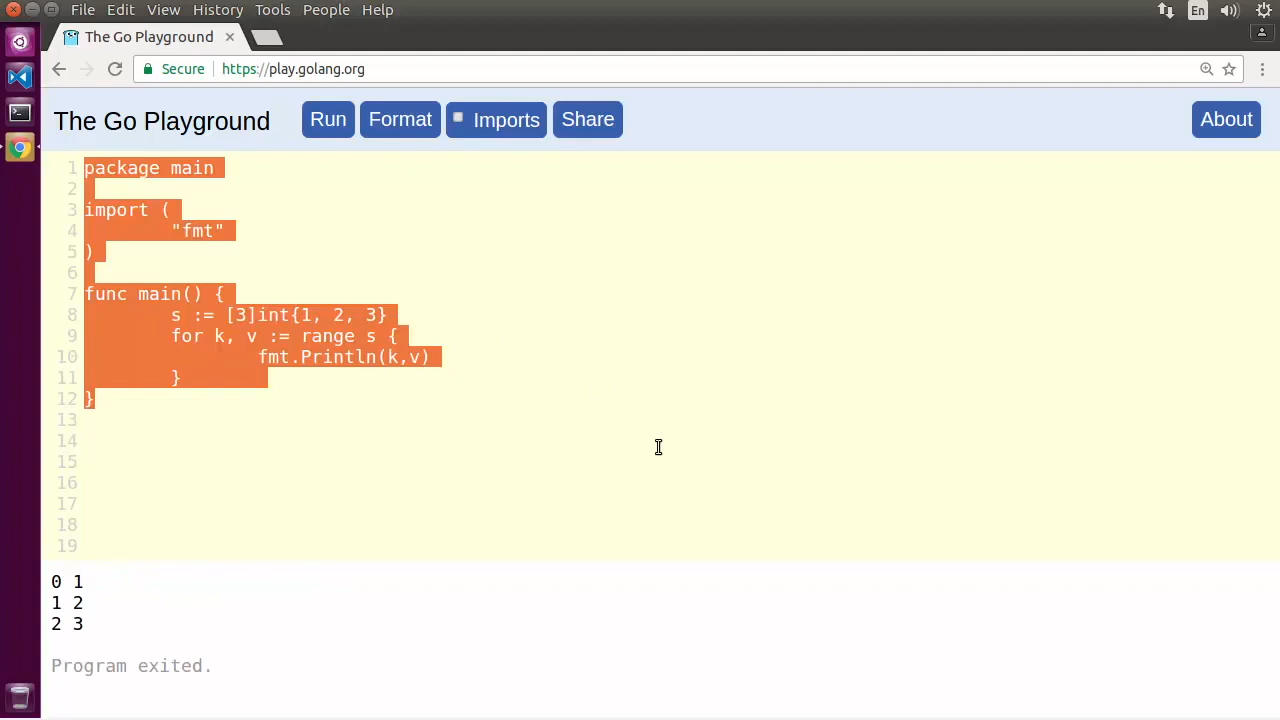 File Edit View History Tools People Help
En
The Go Playground
Secure https://play.golang.org
The Go Playground Run Format Imports Share About
1 package main
2
3 import (
4 "fmt"
5 )
6
7 func main() {
8 s := [3]int{1, 2, 3}
9 for k, v := range s {
10 fmt.Println(k,v)
11 }
12 }
13
14
15
16
17
18
19
0 1
1 2
2 3
Program exited.